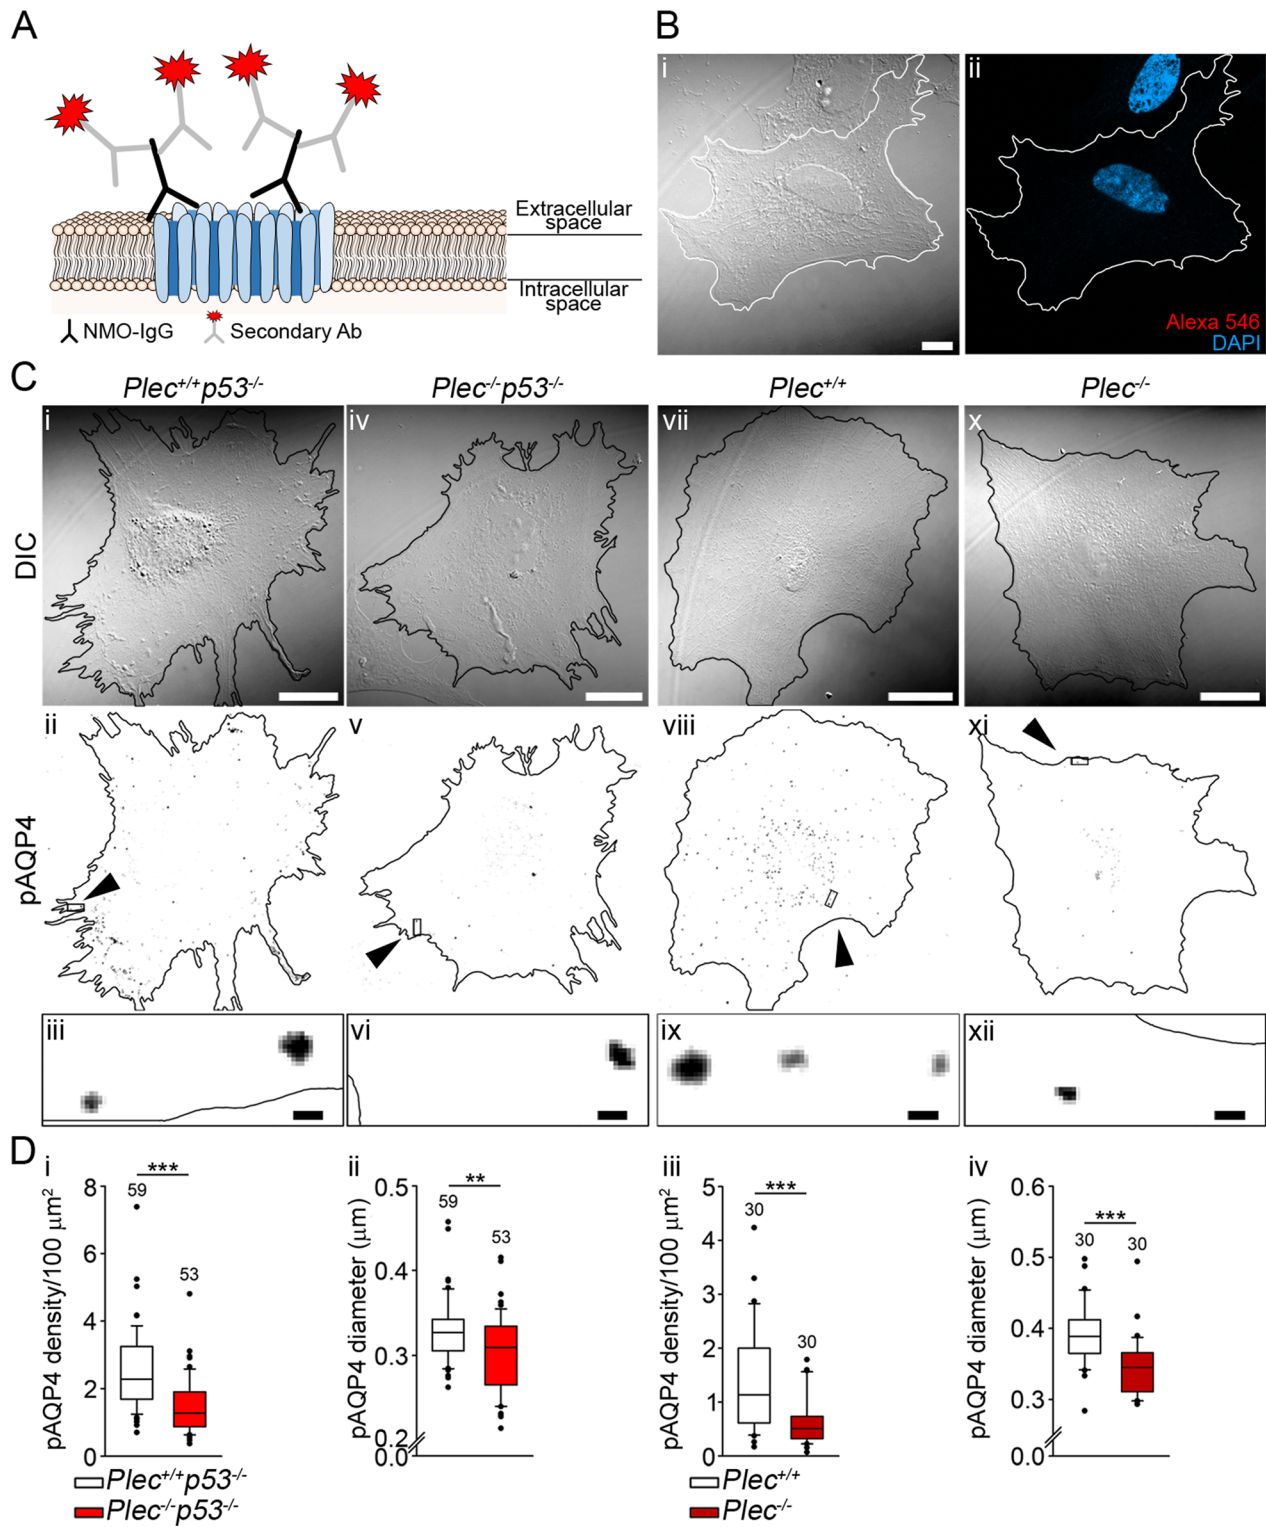 A
Extracellular
space
Intracellular
space
NMO-IgG
Secondary Ab
B
i
ii
Alexa 546
DAPI
C
Plec+/+p53-/-
Plec-/-p53-/-
Plec+/+
Plec-/-
DIC
i
iv
vii
x
pAQP4
ii
v
viii
xi
iii
vi
ix
xii
D
i
***
59
53
pAQP4 density/100 µm²
8
6
4
2
0
ii
**
59
53
pAQP4 diameter (µm)
0.5
0.4
0.3
0.2
0.0
iii
***
30
30
pAQP4 density/100 µm²
5
4
3
2
1
0
iv
***
30
30
pAQP4 diameter (µm)
0.6
0.5
0.4
0.3
0.0
Plec+/+p53-/-
Plec-/-p53-/-
Plec+/+
Plec-/-